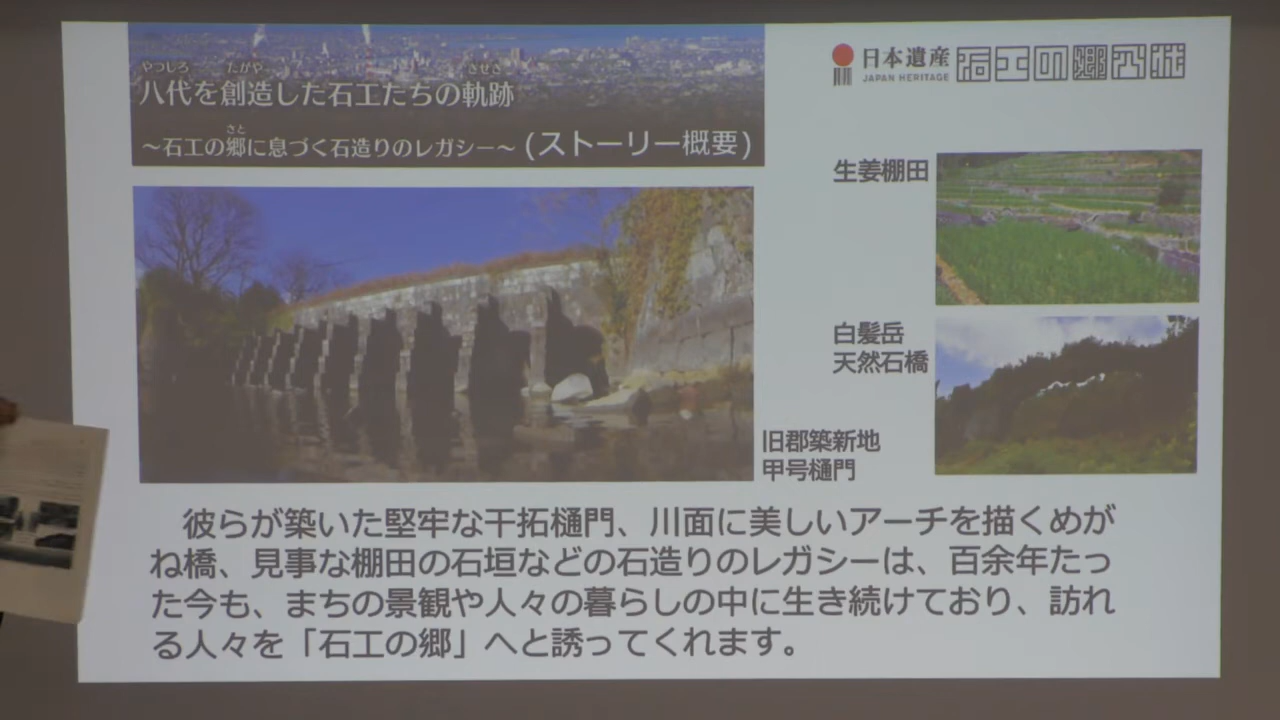 やつしろ たがや きせき
八代を創造した石工たちの軌跡
さと
～石工の郷に息づく石造りのレガシー～ (ストーリー概要)
日本遺産
JAPAN HERITAGE
石工の郷八代
生姜棚田
白髪岳
天然石橋
旧郡築新地
甲号樋門
彼らが築いた堅牢な干拓樋門、川面に美しいアーチを描くめが
ね橋、見事な棚田の石垣などの石造りのレガシーは、百余年たっ
た今も、まちの景観や人々の暮らしの中に生き続けており、訪れ
る人々を「石工の郷」へと誘ってくれます。